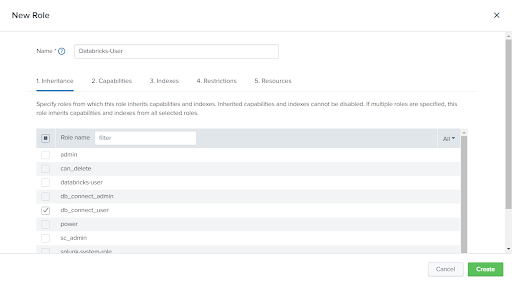 New Role
Name * ?
Databricks-User
1. Inheritance 2. Capabilities 3. Indexes 4. Restrictions 5. Resources
Specify roles from which this role inherits capabilities and indexes. Inherited capabilities and indexes cannot be disabled. If multiple roles are specified, this
role inherits capabilities and indexes from all selected roles.
Role name filter All
admin
can_delete
databricks-user
db_connect_admin
db_connect_user
power
sc_admin
splunk-system-role
Cancel Create